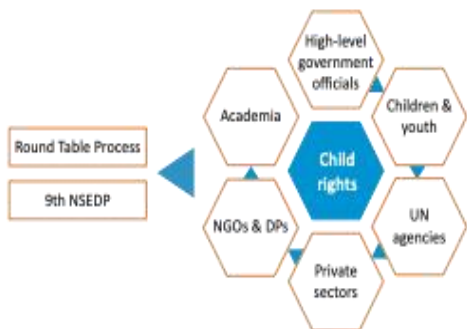 High-level
government
officials
Academia
Children &
youth
Round Table Process
Child
rights
9th NSEDP
NGOs & DPs
UN
agencies
Private
sectors